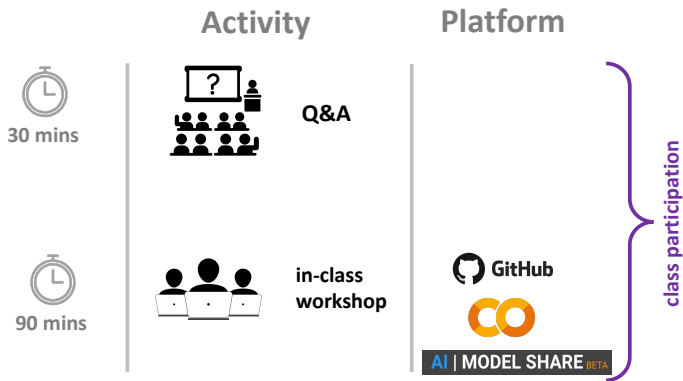 Activity
Platform
30 mins
?
Q&A
class participation
90 mins
in-class
workshop
GitHub
AI | MODEL SHARE BETA